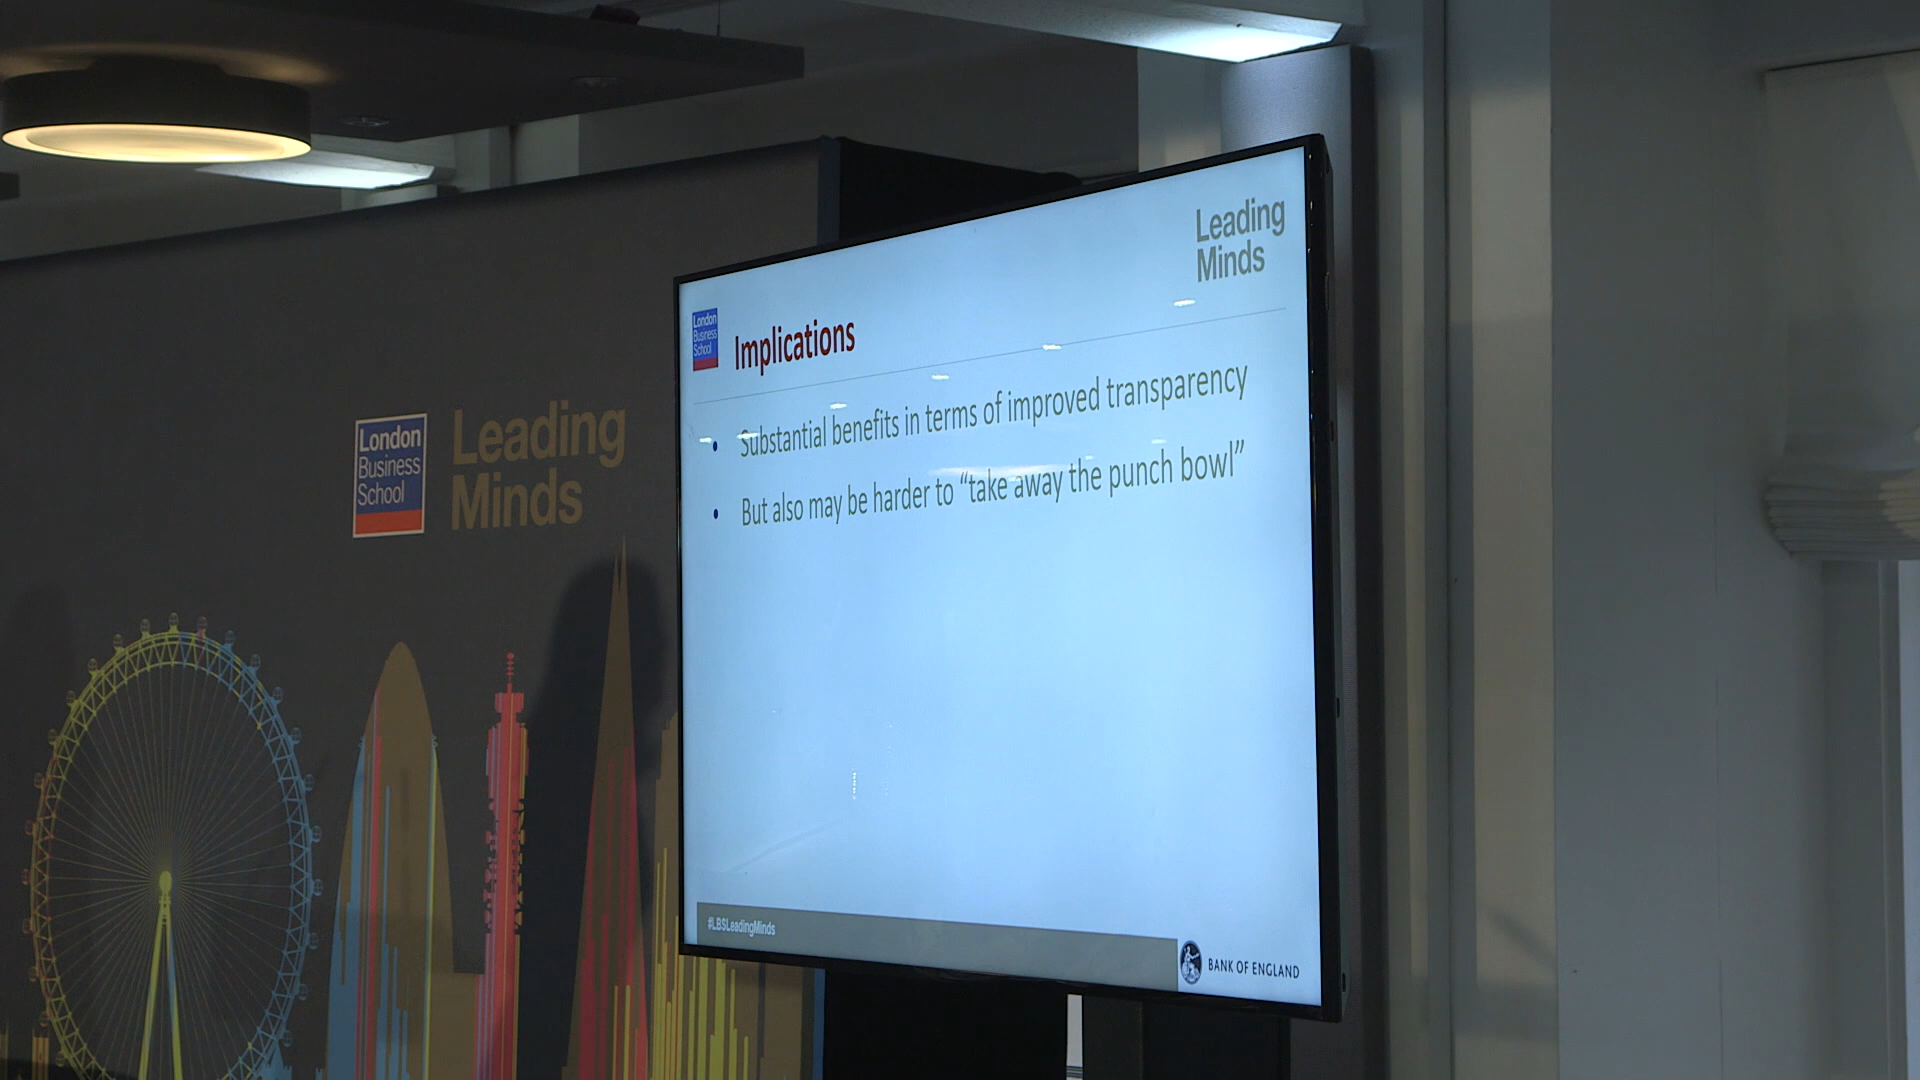 London
Business
School
Leading
Minds
Leading
Minds
London
Business
School
Implications
• Substantial benefits in terms of improved transparency
• But also may be harder to “take away the punch bowl”
#LBSLeadingMinds
BANK OF ENGLAND